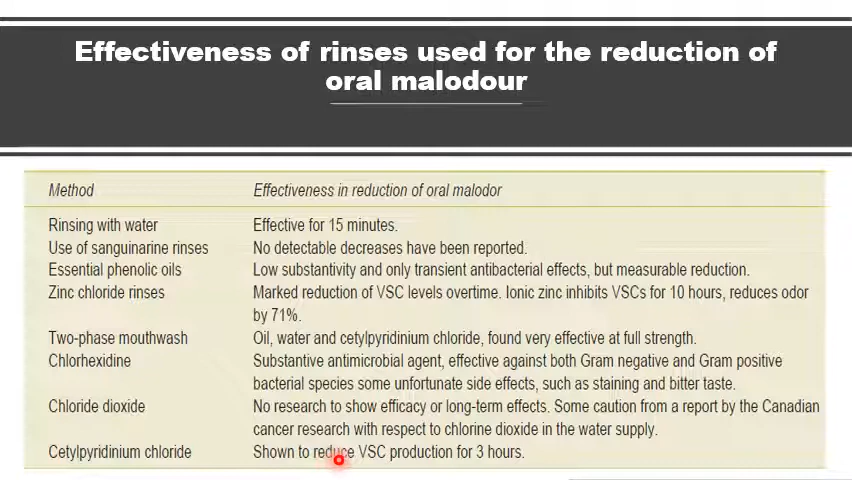 Effectiveness of rinses used for the reduction of
oral malodour
Method Effectiveness in reduction of oral malodor
Rinsing with water Effective for 15 minutes.
Use of sanguinarine rinses No detectable decreases have been reported.
Essential phenolic oils Low substantivity and only transient antibacterial effects, but measurable reduction.
Zinc chloride rinses Marked reduction of VSC levels overtime. Ionic zinc inhibits VSCs for 10 hours, reduces odor
by 71%.
Two-phase mouthwash Oil, water and cetylpyridinium chloride, found very effective at full strength.
Chlorhexidine Substantive antimicrobial agent, effective against both Gram negative and Gram positive
bacterial species some unfortunate side effects, such as staining and bitter taste.
Chloride dioxide No research to show efficacy or long-term effects. Some caution from a report by the Canadian
cancer research with respect to chlorine dioxide in the water supply.
Cetylpyridinium chloride Shown to reduce VSC production for 3 hours.